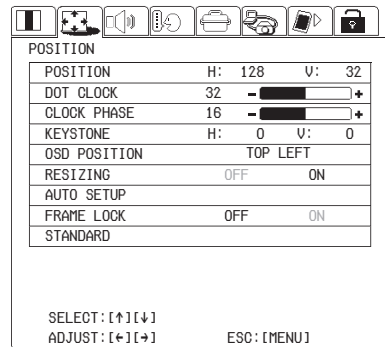 POSITION
POSITION H: 128 V: 32
DOT CLOCK 32 - +
CLOCK PHASE 16 - +
KEYSTONE H: 0 V: 0
OSD POSITION TOP LEFT
RESIZING OFF ON
AUTO SETUP
FRAME LOCK OFF ON
STANDARD
SELECT:[↑][↓]
ADJUST:[←][→] ESC:[MENU]